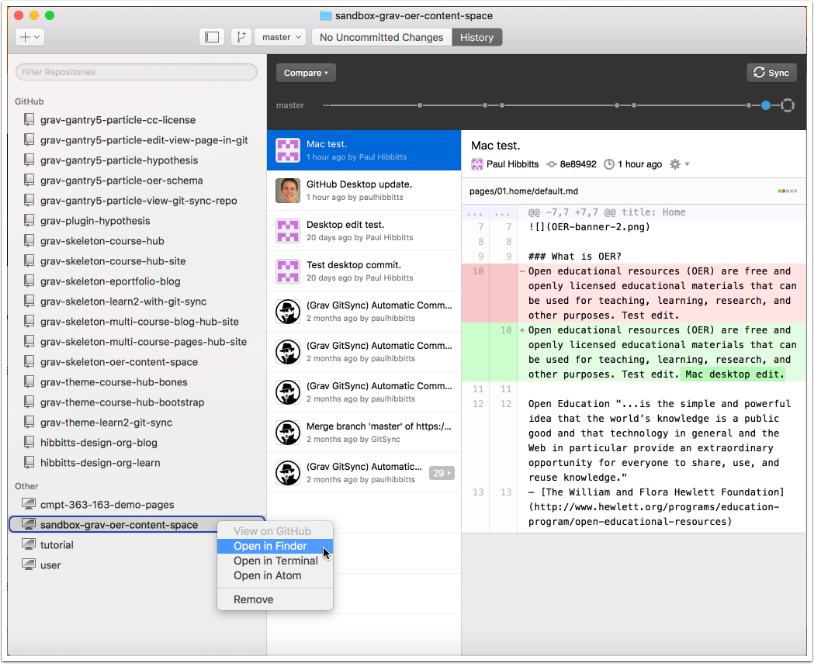 sandbox-grav-oer-content-space
master
No Uncommitted Changes
History
Filter Repositories
GitHub
grav-gantry5-particle-cc-license
grav-gantry5-particle-edit-view-page-in-git
grav-gantry5-particle-hypothesis
grav-gantry5-particle-oer-schema
grav-gantry5-particle-view-git-sync-repo
grav-plugin-hypothesis
grav-skeleton-course-hub
grav-skeleton-course-hub-site
grav-skeleton-eportfolio-blog
grav-skeleton-learn2-with-git-sync
grav-skeleton-multi-course-blog-hub-site
grav-skeleton-multi-course-pages-hub-site
grav-skeleton-oer-content-space
grav-theme-course-hub-bones
grav-theme-course-hub-bootstrap
grav-theme-learn2-git-sync
hibbitts-design-org-blog
hibbitts-design-org-learn
Other
cmpt-363-163-demo-pages
sandbox-grav-oer-content-space
tutorial
user
View on GitHub
Open in Finder
Open in Terminal
Open in Atom
Remove
Compare
Sync
master
Mac test.
1 hour ago by Paul Hibbitts
GitHub Desktop update.
1 hour ago by paulhibbitts
Desktop edit test.
20 days ago by Paul Hibbitts
Test desktop commit.
20 days ago by Paul Hibbitts
(Grav GitSync) Automatic Comm...
2 months ago by paulhibbitts
(Grav GitSync) Automatic Comm...
2 months ago by paulhibbitts
(Grav GitSync) Automatic Comm...
2 months ago by paulhibbitts
Merge branch 'master' of https:/...
2 months ago by GitSync
(Grav GitSync) Automatic...
2 months ago by paulhibbitts
29
Mac test.
Paul Hibbitts 8e89492 1 hour ago
pages/01.home/default.md
... ... @@ -7,7 +7,7 @@ title: Home
7 7 ![](OER-banner-2.png)
8 8
9 9 ### What is OER?
10 -Open educational resources (OER) are free and
openly licensed educational materials that can
be used for teaching, learning, research, and
other purposes. Test edit.
10 +Open educational resources (OER) are free and
openly licensed educational materials that can
be used for teaching, learning, research, and
other purposes. Test edit. Mac desktop edit.
11 11
12 12 Open Education "...is the simple and powerful
idea that the world's knowledge is a public
good and that technology in general and the
Web in particular provide an extraordinary
opportunity for everyone to share, use, and
reuse knowledge."
13 13 — [The William and Flora Hewlett Foundation]
(http://www.hewlett.org/programs/education-
program/open-educational-resources)